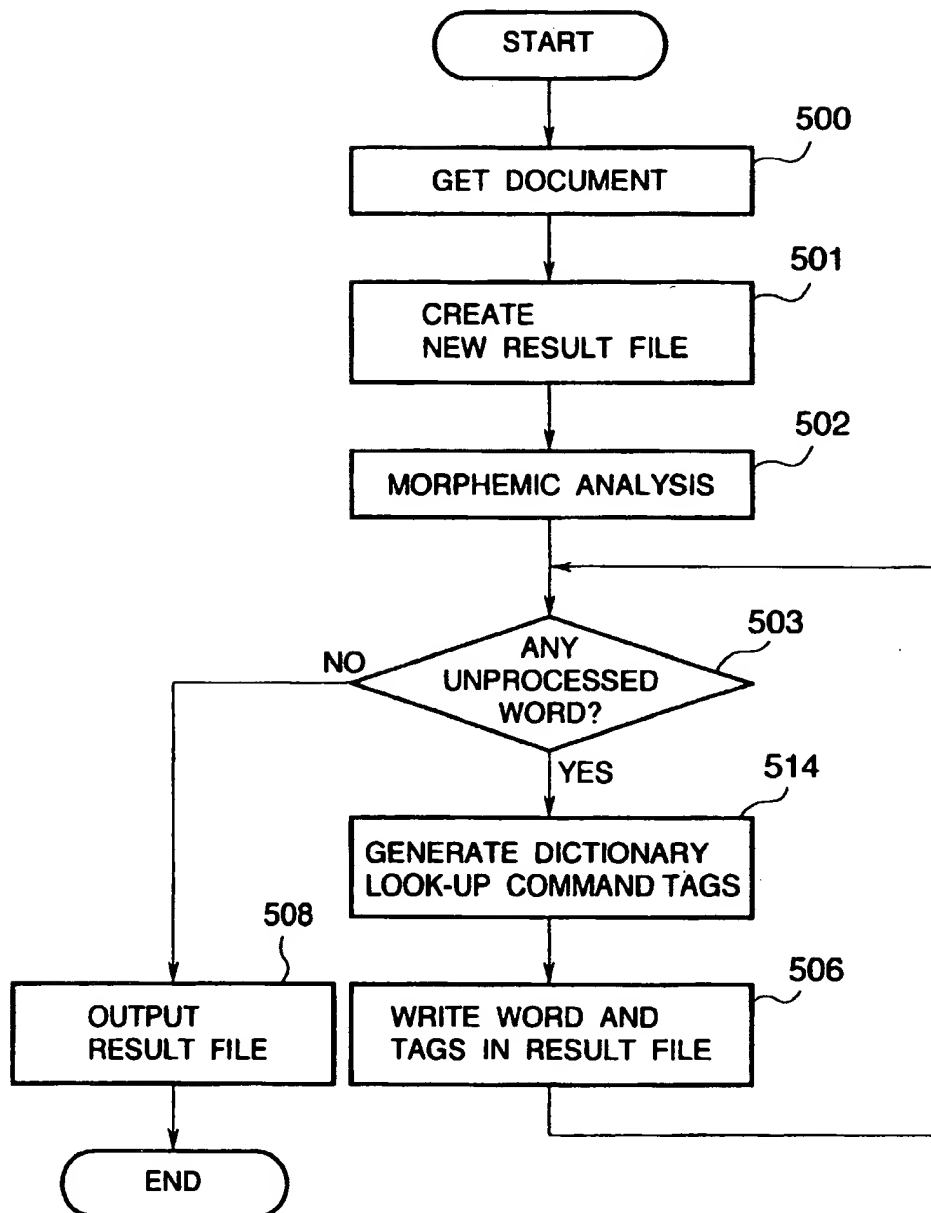 START
500
GET DOCUMENT
501
CREATE
NEW RESULT FILE
502
MORPHEMIC ANALYSIS
503
NO
ANY
UNPROCESSED
WORD?
YES
514
GENERATE DICTIONARY
LOOK-UP COMMAND TAGS
508
506
OUTPUT
RESULT FILE
WRITE WORD AND
TAGS IN RESULT FILE
END